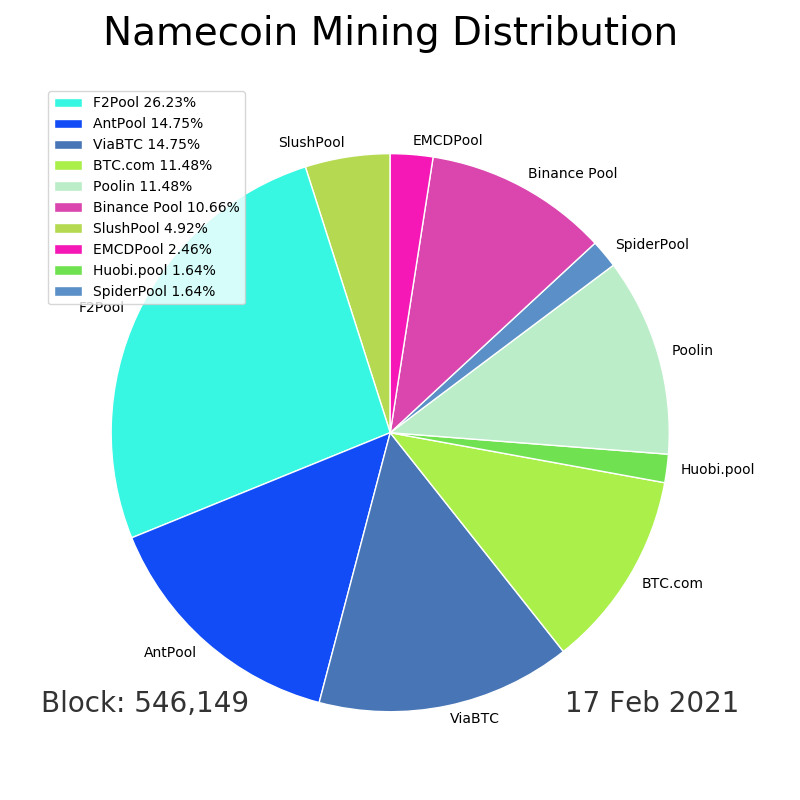 Namecoin Mining Distribution
F2Pool 26.23%
AntPool 14.75%
ViaBTC 14.75%
BTC.com 11.48%
Poolin 11.48%
Binance Pool 10.66%
SlushPool 4.92%
EMCDPool 2.46%
Huobi.pool 1.64%
SpiderPool 1.64%
SlushPool
EMCDPool
Binance Pool
SpiderPool
F2Pool
Poolin
Huobi.pool
BTC.com
AntPool
ViaBTC
Block: 546,149
17 Feb 2021